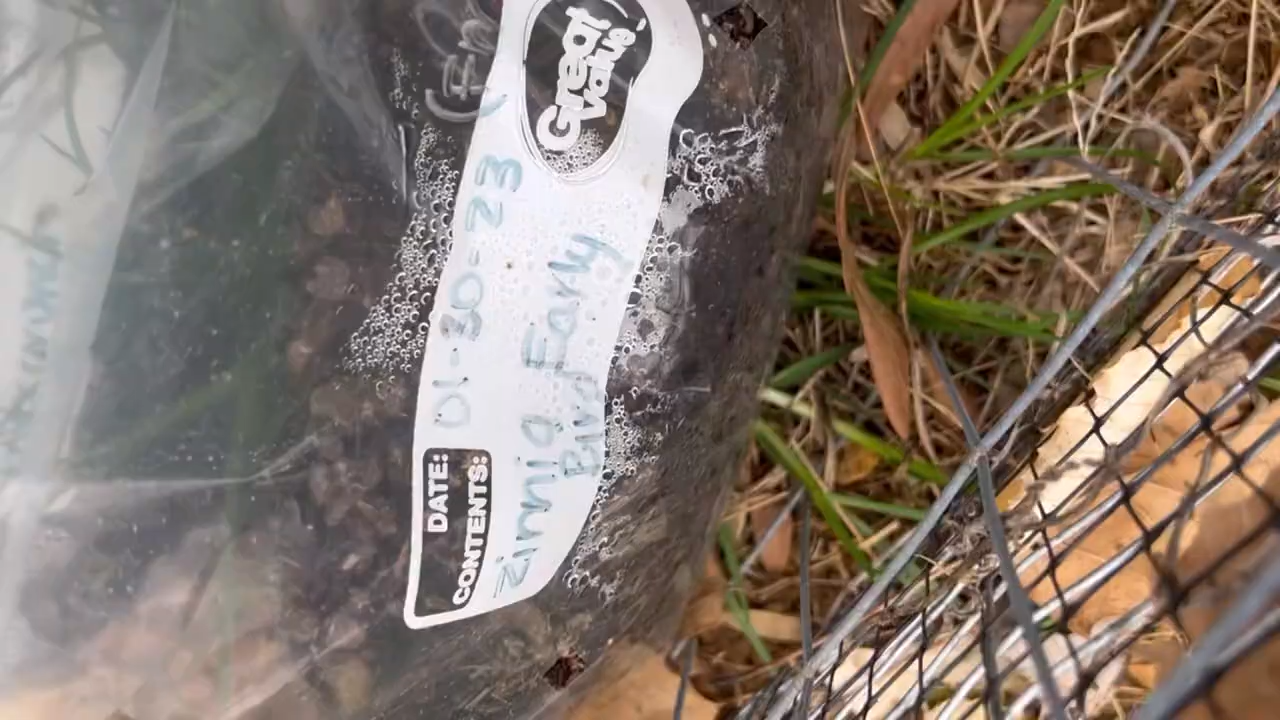 Great
Value
DATE: 01-30-23
CONTENTS: Zinnia Early
Bird